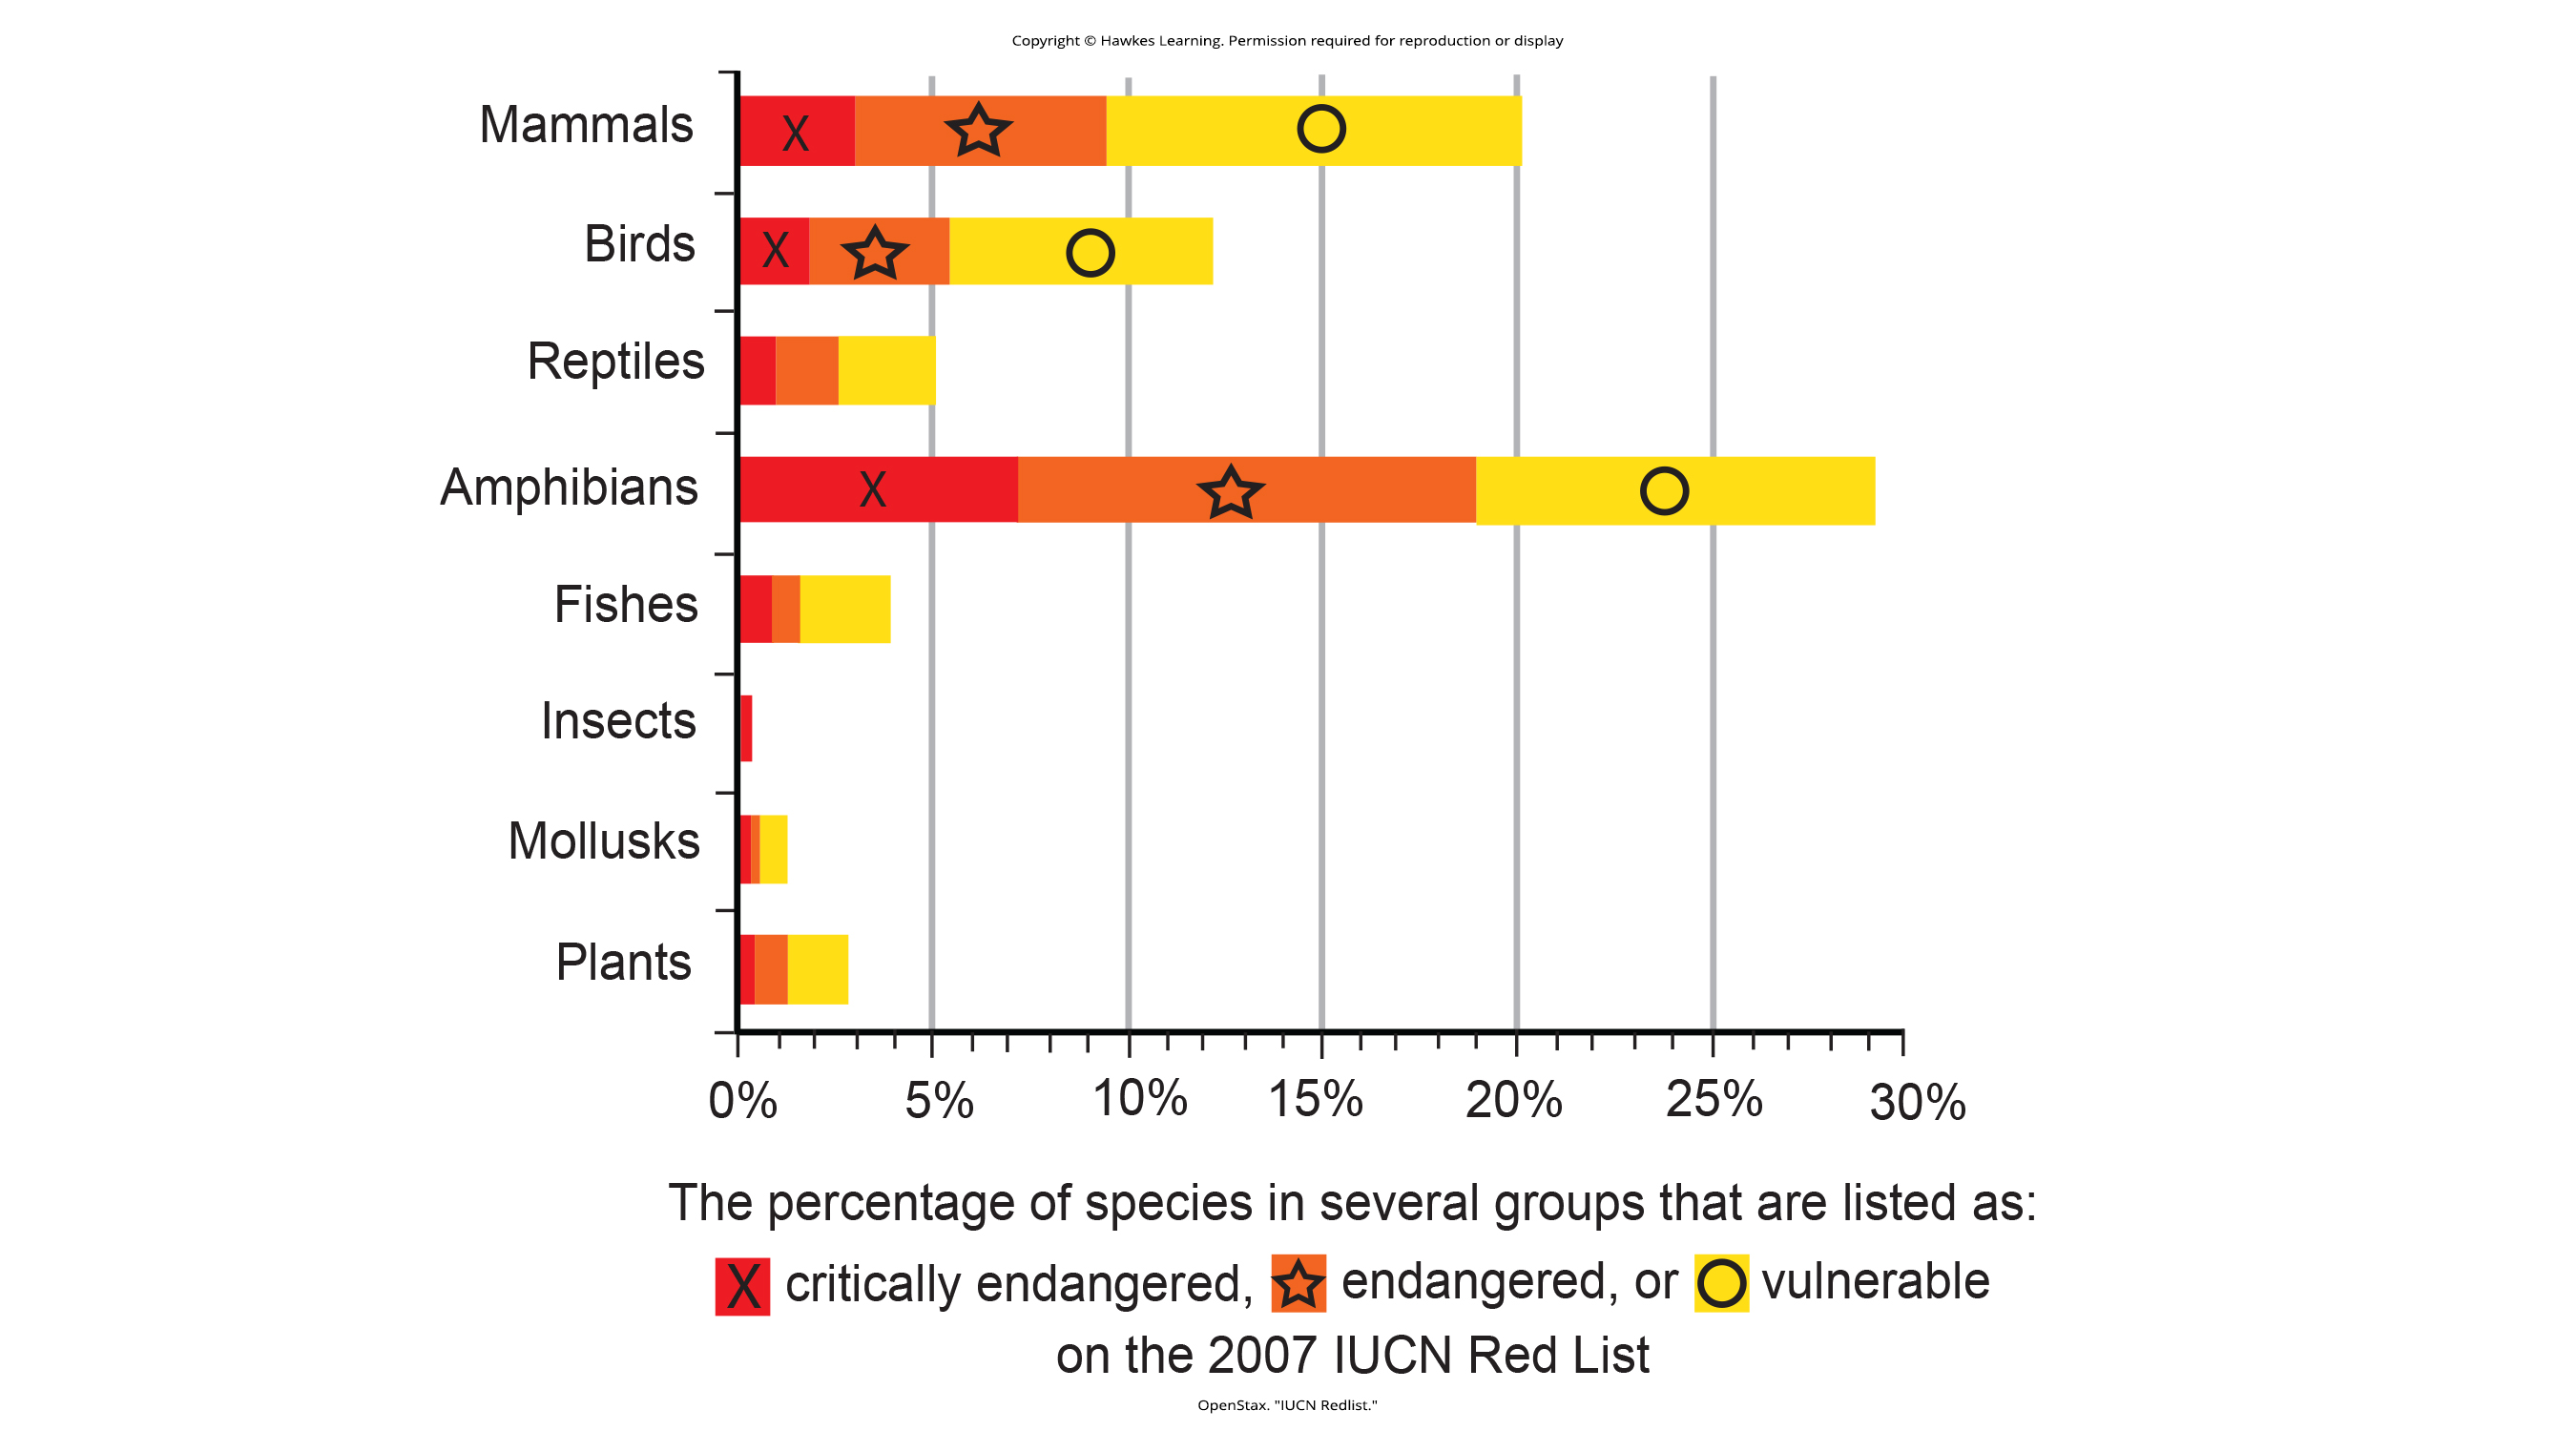 Copyright © Hawkes Learning. Permission required for reproduction or display
Mammals
X
Birds
X
Reptiles
Amphibians
X
Fishes
Insects
Mollusks
Plants
0% 5% 10% 15% 20% 25% 30%
The percentage of species in several groups that are listed as:
X critically endangered, endangered, or vulnerable
on the 2007 IUCN Red List
OpenStax. "IUCN Redlist."